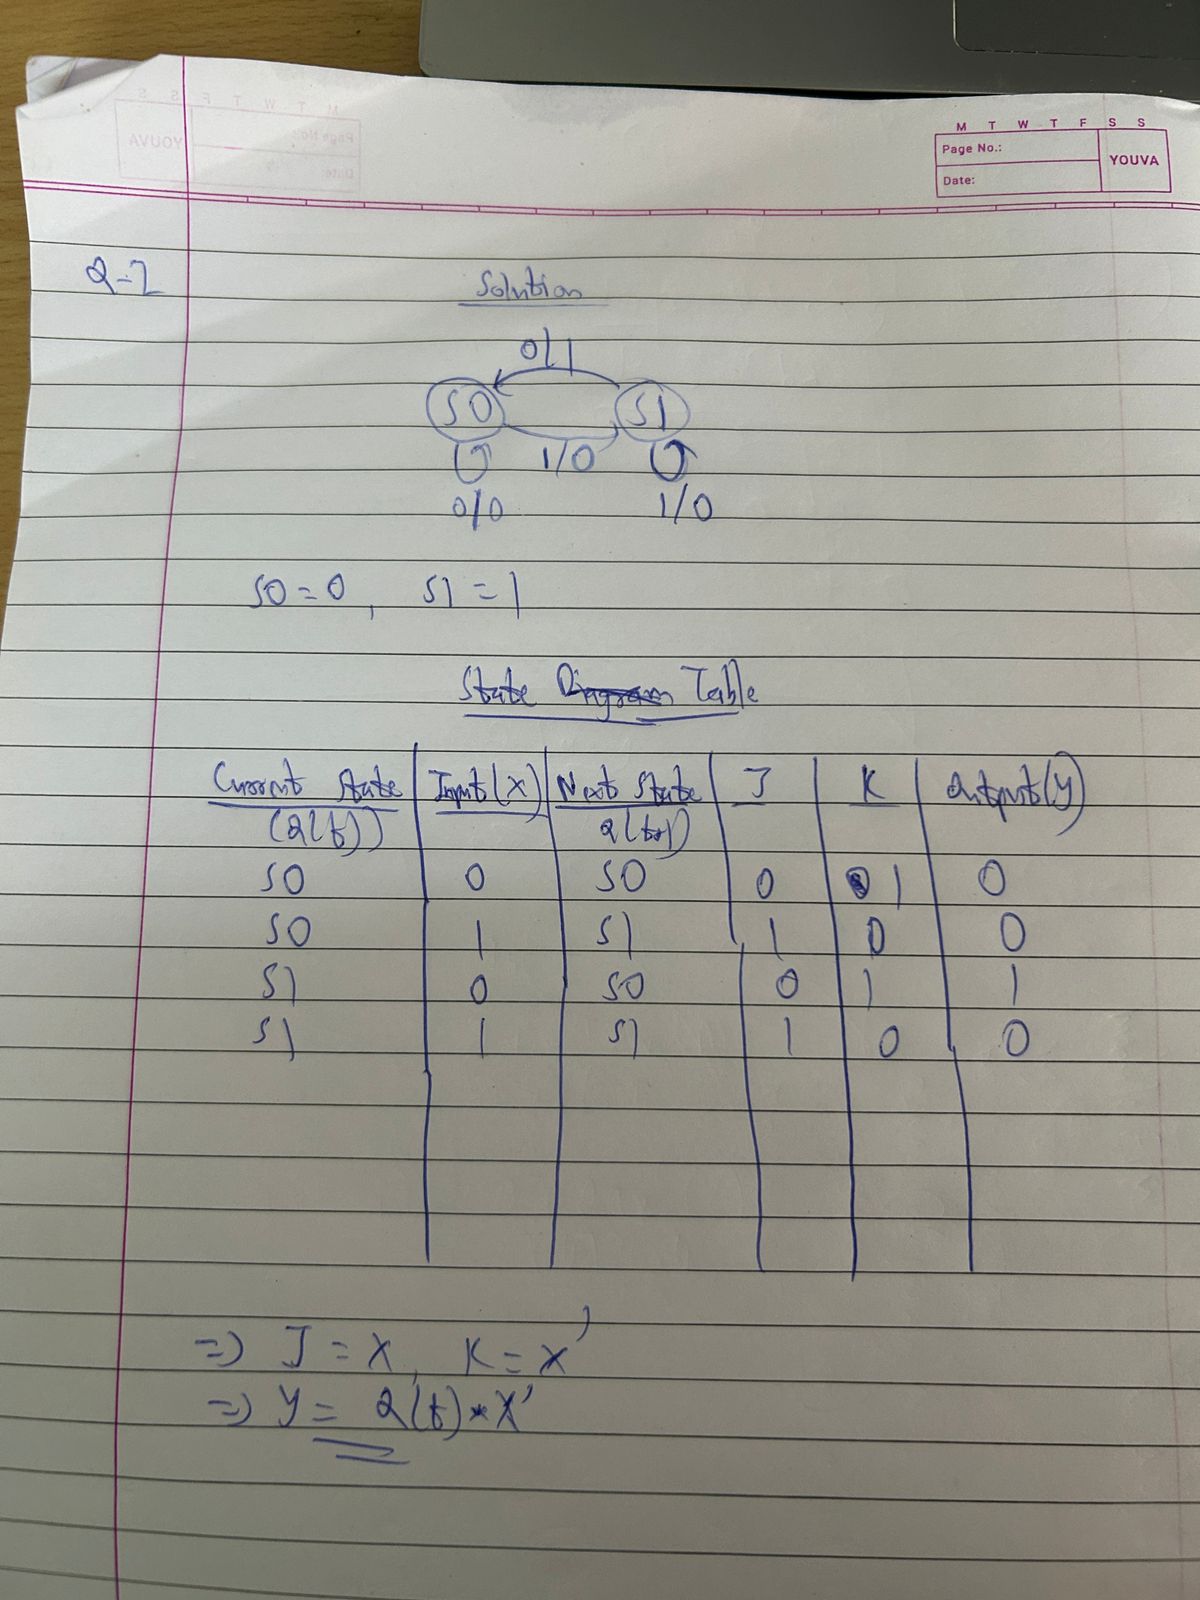 M T W T F S S
Page No.:
YOUVA
Date:
Q-2
Solution
0/1
S0 S1
1/0
0/0 1/0
S0=0, S1=1
State Diagram Table
Current State Input(X) Next State J K Output(y)
(Q(t)) Q(t+1)
S0 0 S0 0 1 0
S0 1 S1 1 0 0
S1 0 S0 0 1 1
S1 1 S1 1 0 0
=> J = X, K = X'
=> Y = Q(t)*X'